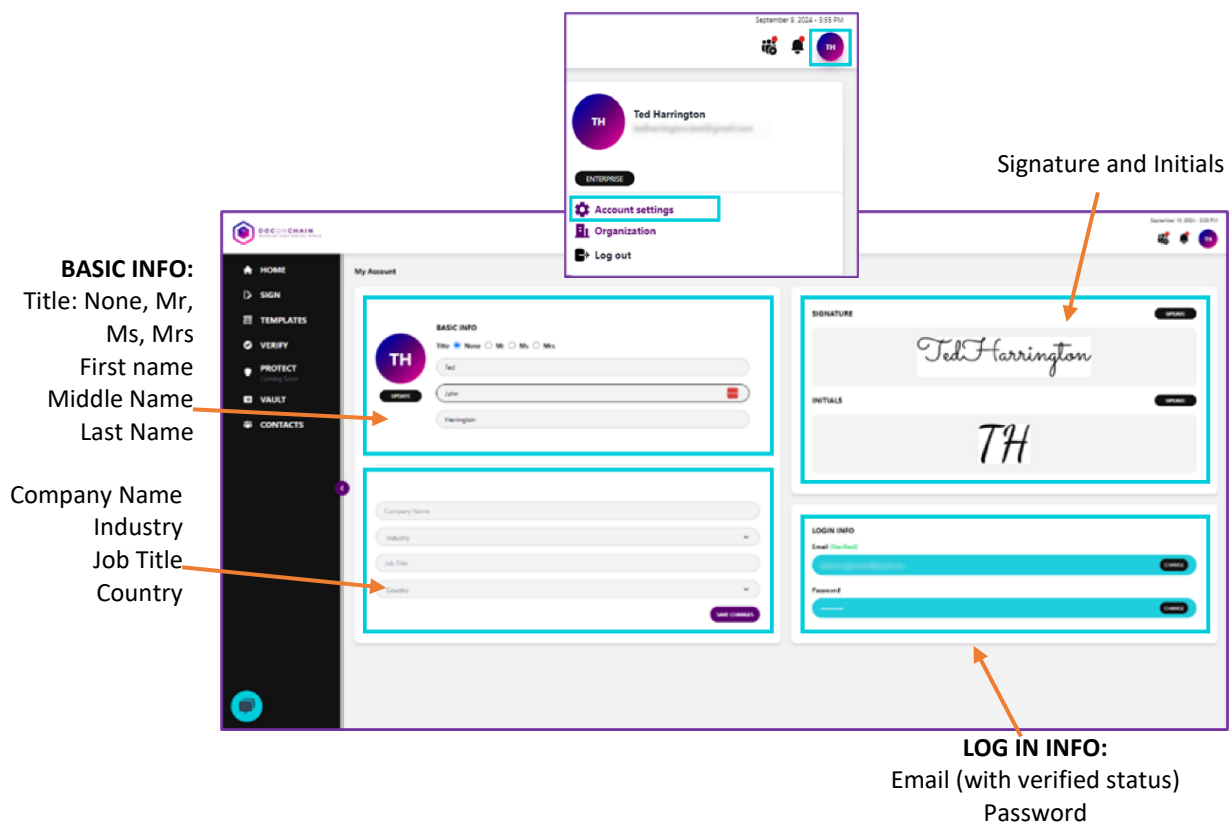 September 9, 2024 - 5:55 PM
TH
TH
Ted Harrington
ENTERPRISE
Account settings
Organization
Log out
Signature and Initials
DOCONCHAIN
TH
HOME
SIGN
TEMPLATES
VERIFY
PROTECT
Coming Soon
VAULT
CONTACTS
BASIC INFO:
Title: None, Mr,
Ms, Mrs
First name
Middle Name
Last Name
Company Name
Industry
Job Title
Country
My Account
TH
UPDATE
BASIC INFO
Title None Mr Ms Mrs
Ted
John
Harrington
Company Name
Industry
Job Title
Country
SAVE CHANGES
SIGNATURE
UPDATE
TedHarrington
INITIALS
UPDATE
TH
LOGIN INFO
Email (Verified)
CHANGE
Password
CHANGE
LOG IN INFO:
Email (with verified status)
Password